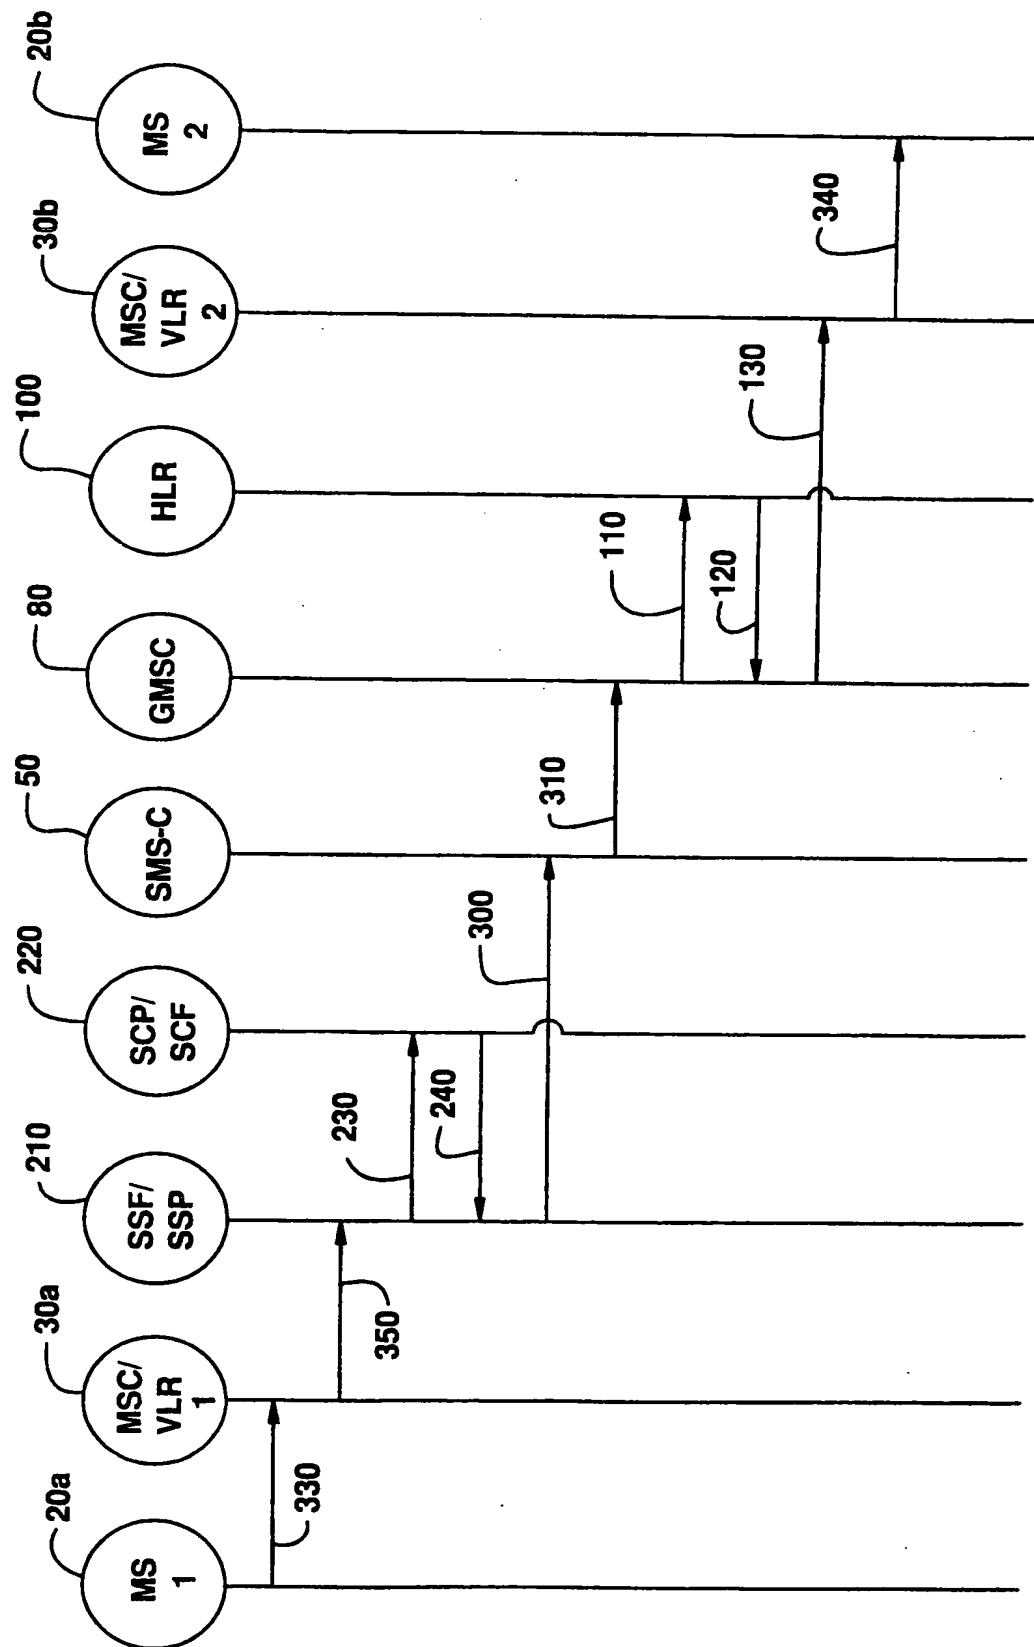 20a
30a
210
220
50
80
100
30b
20b
MS
1
MSC/
VLR
1
SSF/
SSP
SCP/
SCF
SMS-C
GMSC
HLR
MSC/
VLR
2
MS
2
330
350
230
240
300
310
110
120
130
340